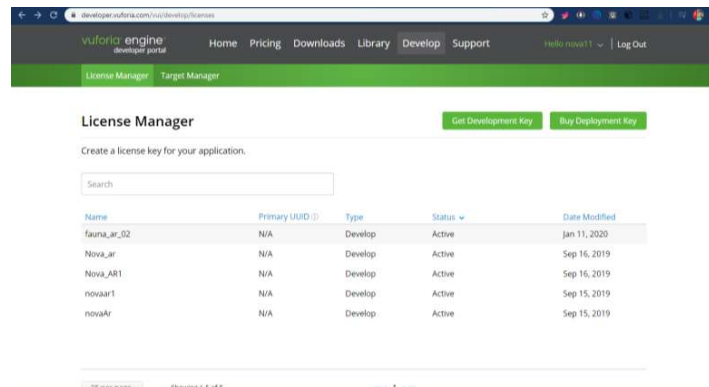 developer.vuforia.com/vui/develop/licenses
vuforia engine
developer portal
Home Pricing Downloads Library Develop Support
Hello nova11 | Log Out
License Manager Target Manager
License Manager
Get Development Key Buy Deployment Key
Create a license key for your application.
Search
Name Primary UUID Type Status Date Modified
fauna_ar_02 N/A Develop Active Jan 11, 2020
Nova_ar N/A Develop Active Sep 16, 2019
Nova_AR1 N/A Develop Active Sep 16, 2019
novaar1 N/A Develop Active Sep 15, 2019
novaAr N/A Develop Active Sep 15, 2019